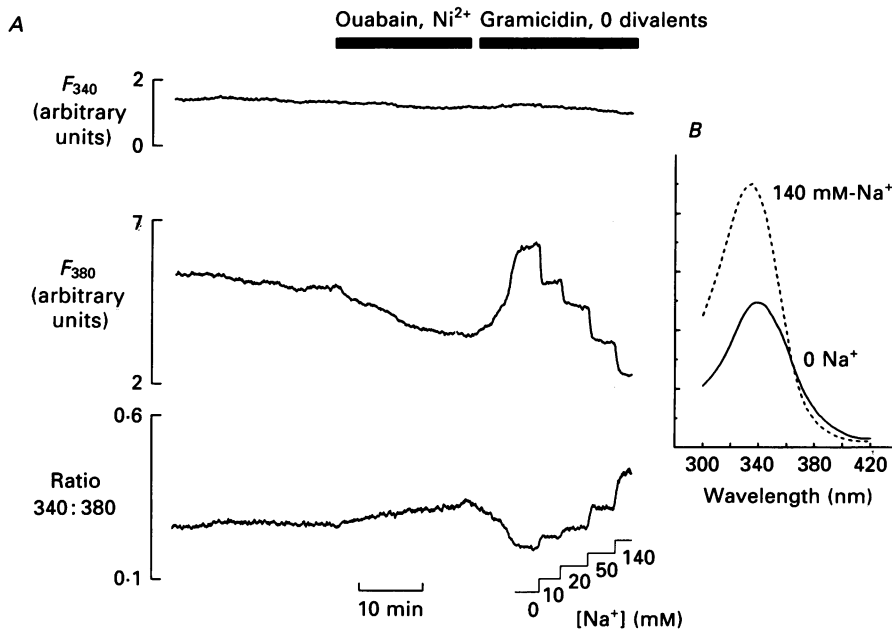 A
Ouabain, Ni²⁺ Gramicidin, 0 divalents
F₃₄₀
(arbitrary
units)
2
0
F₃₈₀
(arbitrary
units)
7
2
Ratio
340:380
0·6
0·1
10 min
0
10
20
50
140
[Na⁺] (mM)
B
140 mM-Na⁺
0 Na⁺
300 340 380 420
Wavelength (nm)